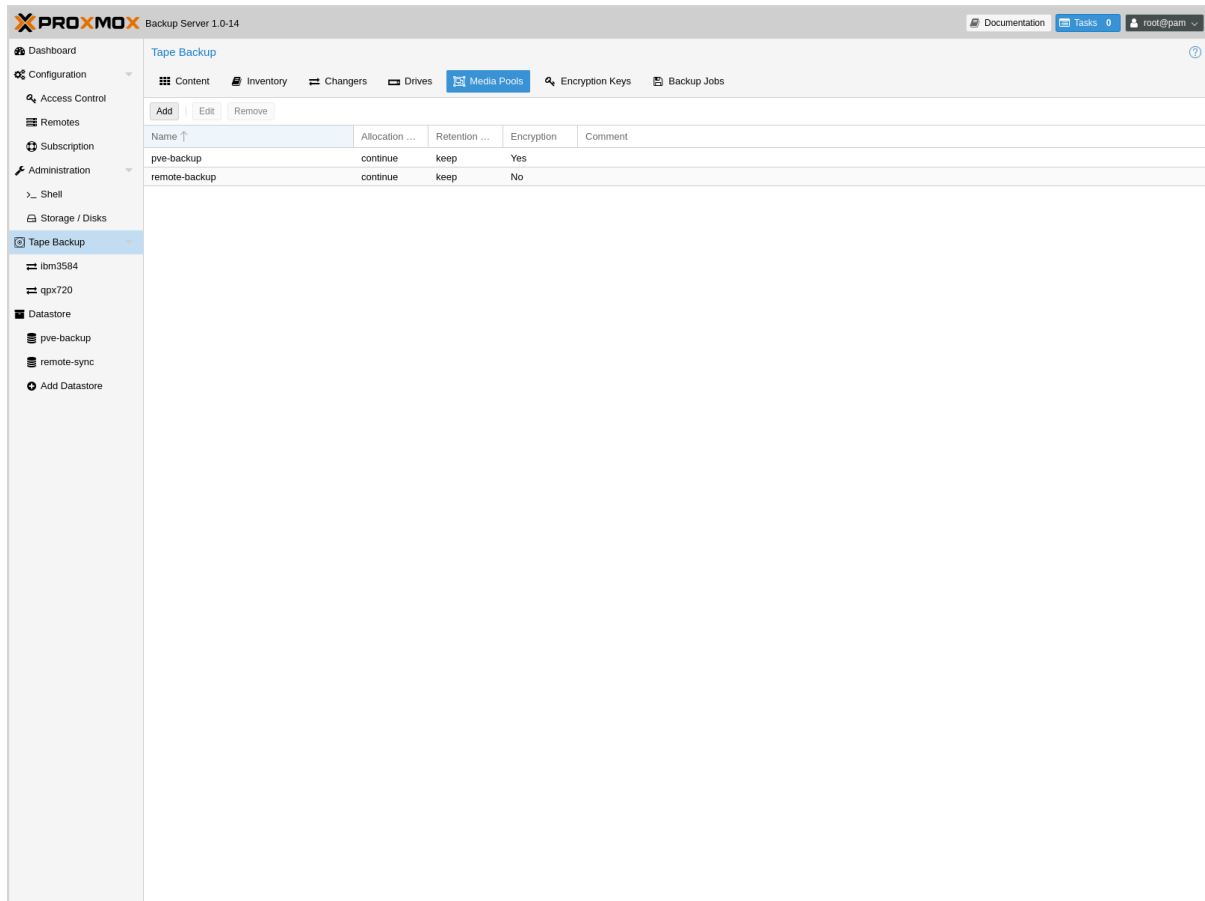 PROXMOX Backup Server 1.0-14 Documentation Tasks 0 root@pam
Dashboard
Configuration
Access Control
Remotes
Subscription
Administration
>_ Shell
Storage / Disks
Tape Backup
ibm3584
qpx720
Datastore
pve-backup
remote-sync
Add Datastore
Tape Backup
Content Inventory Changers Drives Media Pools Encryption Keys Backup Jobs
Add Edit Remove
Name Allocation ... Retention ... Encryption Comment
pve-backup continue keep Yes
remote-backup continue keep No